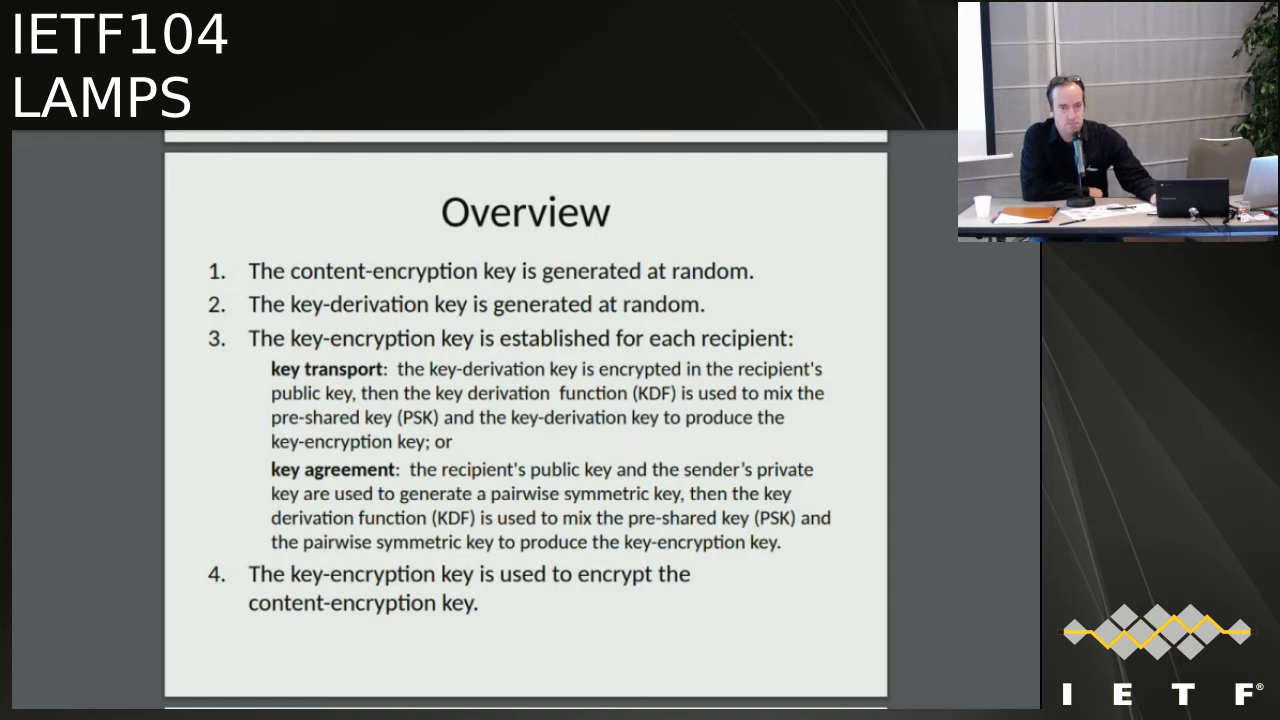 IETF104
LAMPS
Overview
1. The content-encryption key is generated at random.
2. The key-derivation key is generated at random.
3. The key-encryption key is established for each recipient:
key transport: the key-derivation key is encrypted in the recipient's
public key, then the key derivation function (KDF) is used to mix the
pre-shared key (PSK) and the key-derivation key to produce the
key-encryption key; or
key agreement: the recipient's public key and the sender’s private
key are used to generate a pairwise symmetric key, then the key
derivation function (KDF) is used to mix the pre-shared key (PSK) and
the pairwise symmetric key to produce the key-encryption key.
4. The key-encryption key is used to encrypt the
content-encryption key.
I E T F®